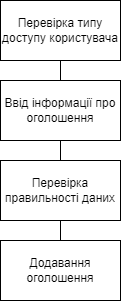 Перевірка типу
доступу користувача
Ввід інформації про
оголошення
Перевірка
правильності даних
Додавання
оголошення